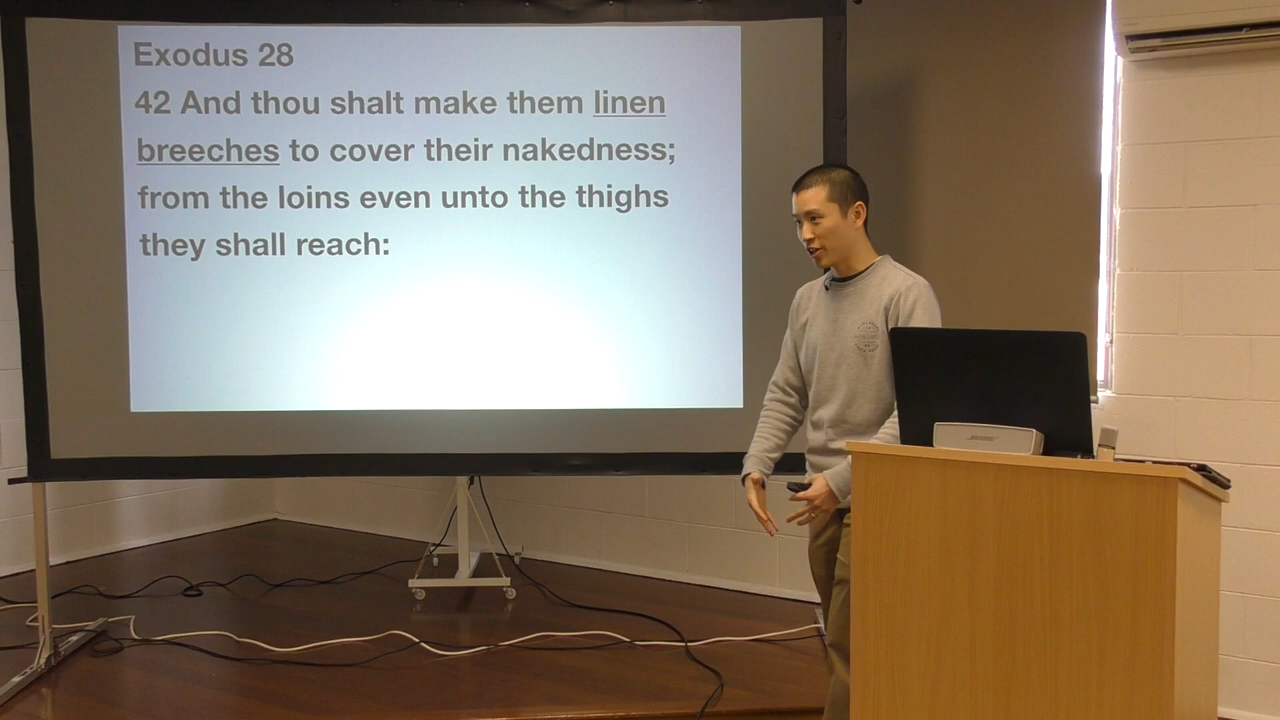 Exodus 28
42 And thou shalt make them linen
breeches to cover their nakedness;
from the loins even unto the thighs
they shall reach: